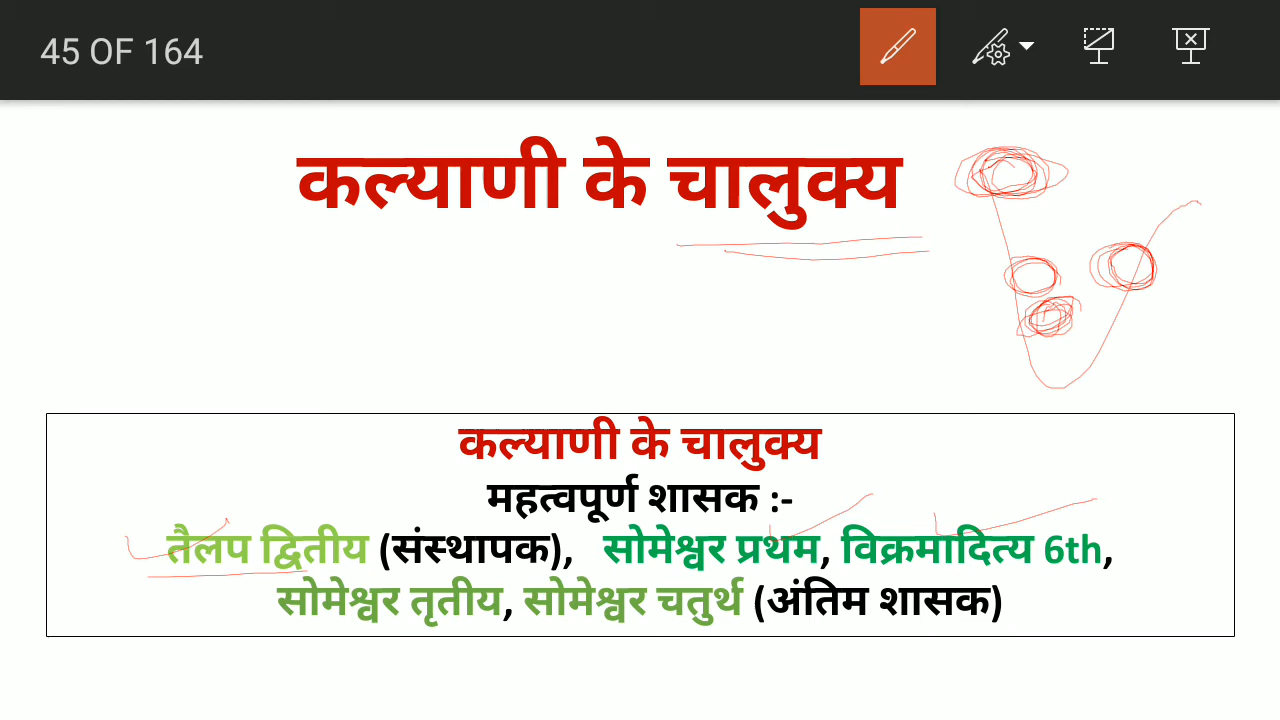 45 OF 164
कल्याणी के चालुक्य
कल्याणी के चालुक्य
महत्वपूर्ण शासक :-
तैलप द्वितीय (संस्थापक), सोमेश्वर प्रथम, विक्रमादित्य 6th,
सोमेश्वर तृतीय, सोमेश्वर चतुर्थ (अंतिम शासक)